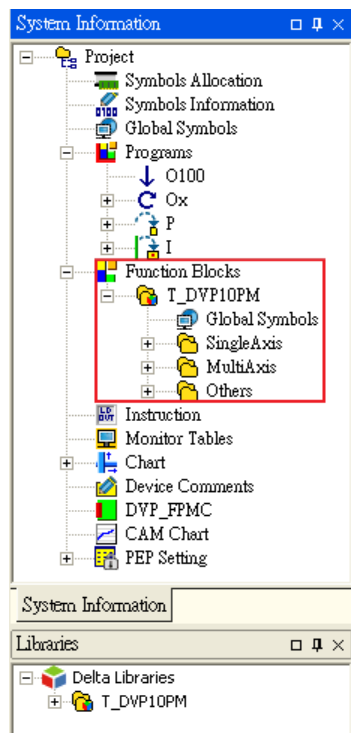 System Information
Project
Symbols Allocation
Symbols Information
Global Symbols
Programs
O100
Ox
P
I
Function Blocks
T_DVP10PM
Global Symbols
SingleAxis
MultiAxis
Others
Instruction
Monitor Tables
Chart
Device Comments
DVP_FPMC
CAM Chart
PEP Setting
System Information
Libraries
Delta Libraries
T_DVP10PM